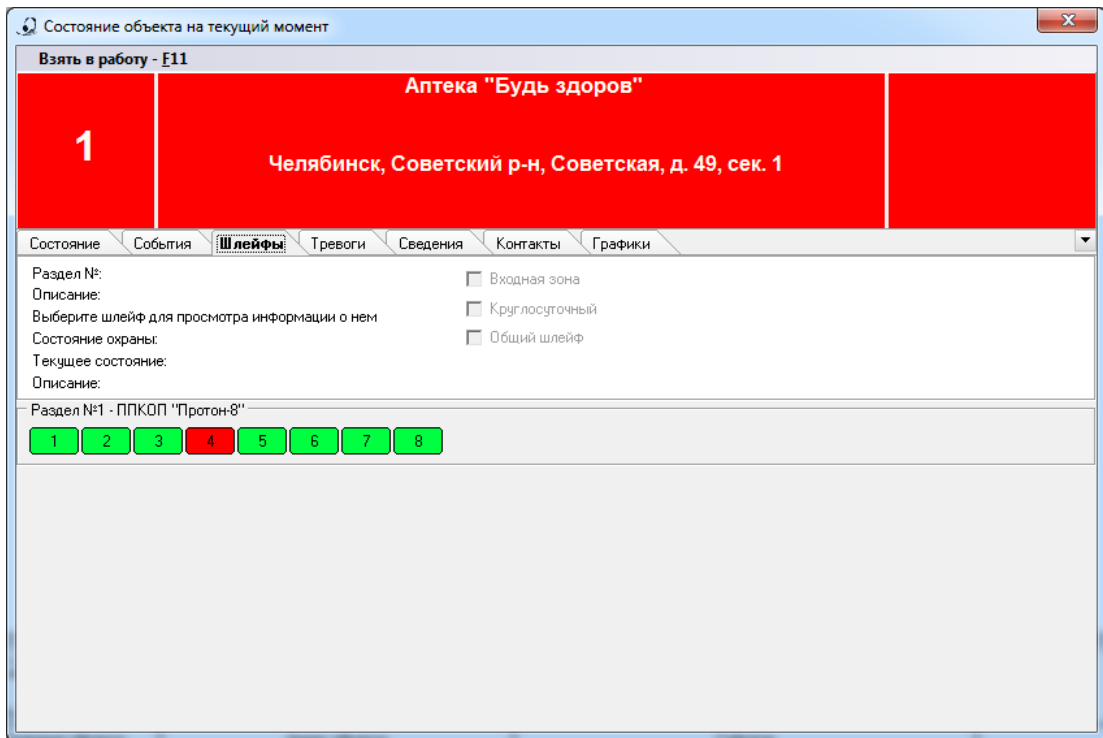 Состояние объекта на текущий момент
x
Взять в работу - F11
1
Аптека "Будь здоров"
Челябинск, Советский р-н, Советская, д. 49, сек. 1
Состояние События Шлейфы Тревоги Сведения Контакты Графики
Раздел №:
Описание:
Выберите шлейф для просмотра информации о нем
Состояние охраны:
Текущее состояние:
Описание:
Входная зона
Круглосуточный
Общий шлейф
Раздел №1 - ППКОП "Протон-8"
1 2 3 4 5 6 7 8